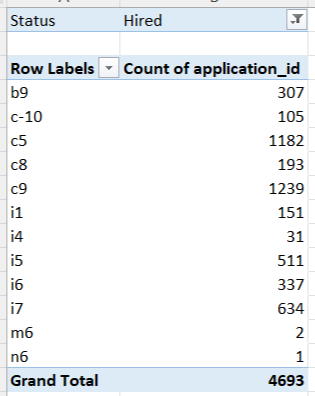 Status Hired
Row Labels Count of application_id
b9 307
c-10 105
c5 1182
c8 193
c9 1239
i1 151
i4 31
i5 511
i6 337
i7 634
m6 2
n6 1
Grand Total 4693